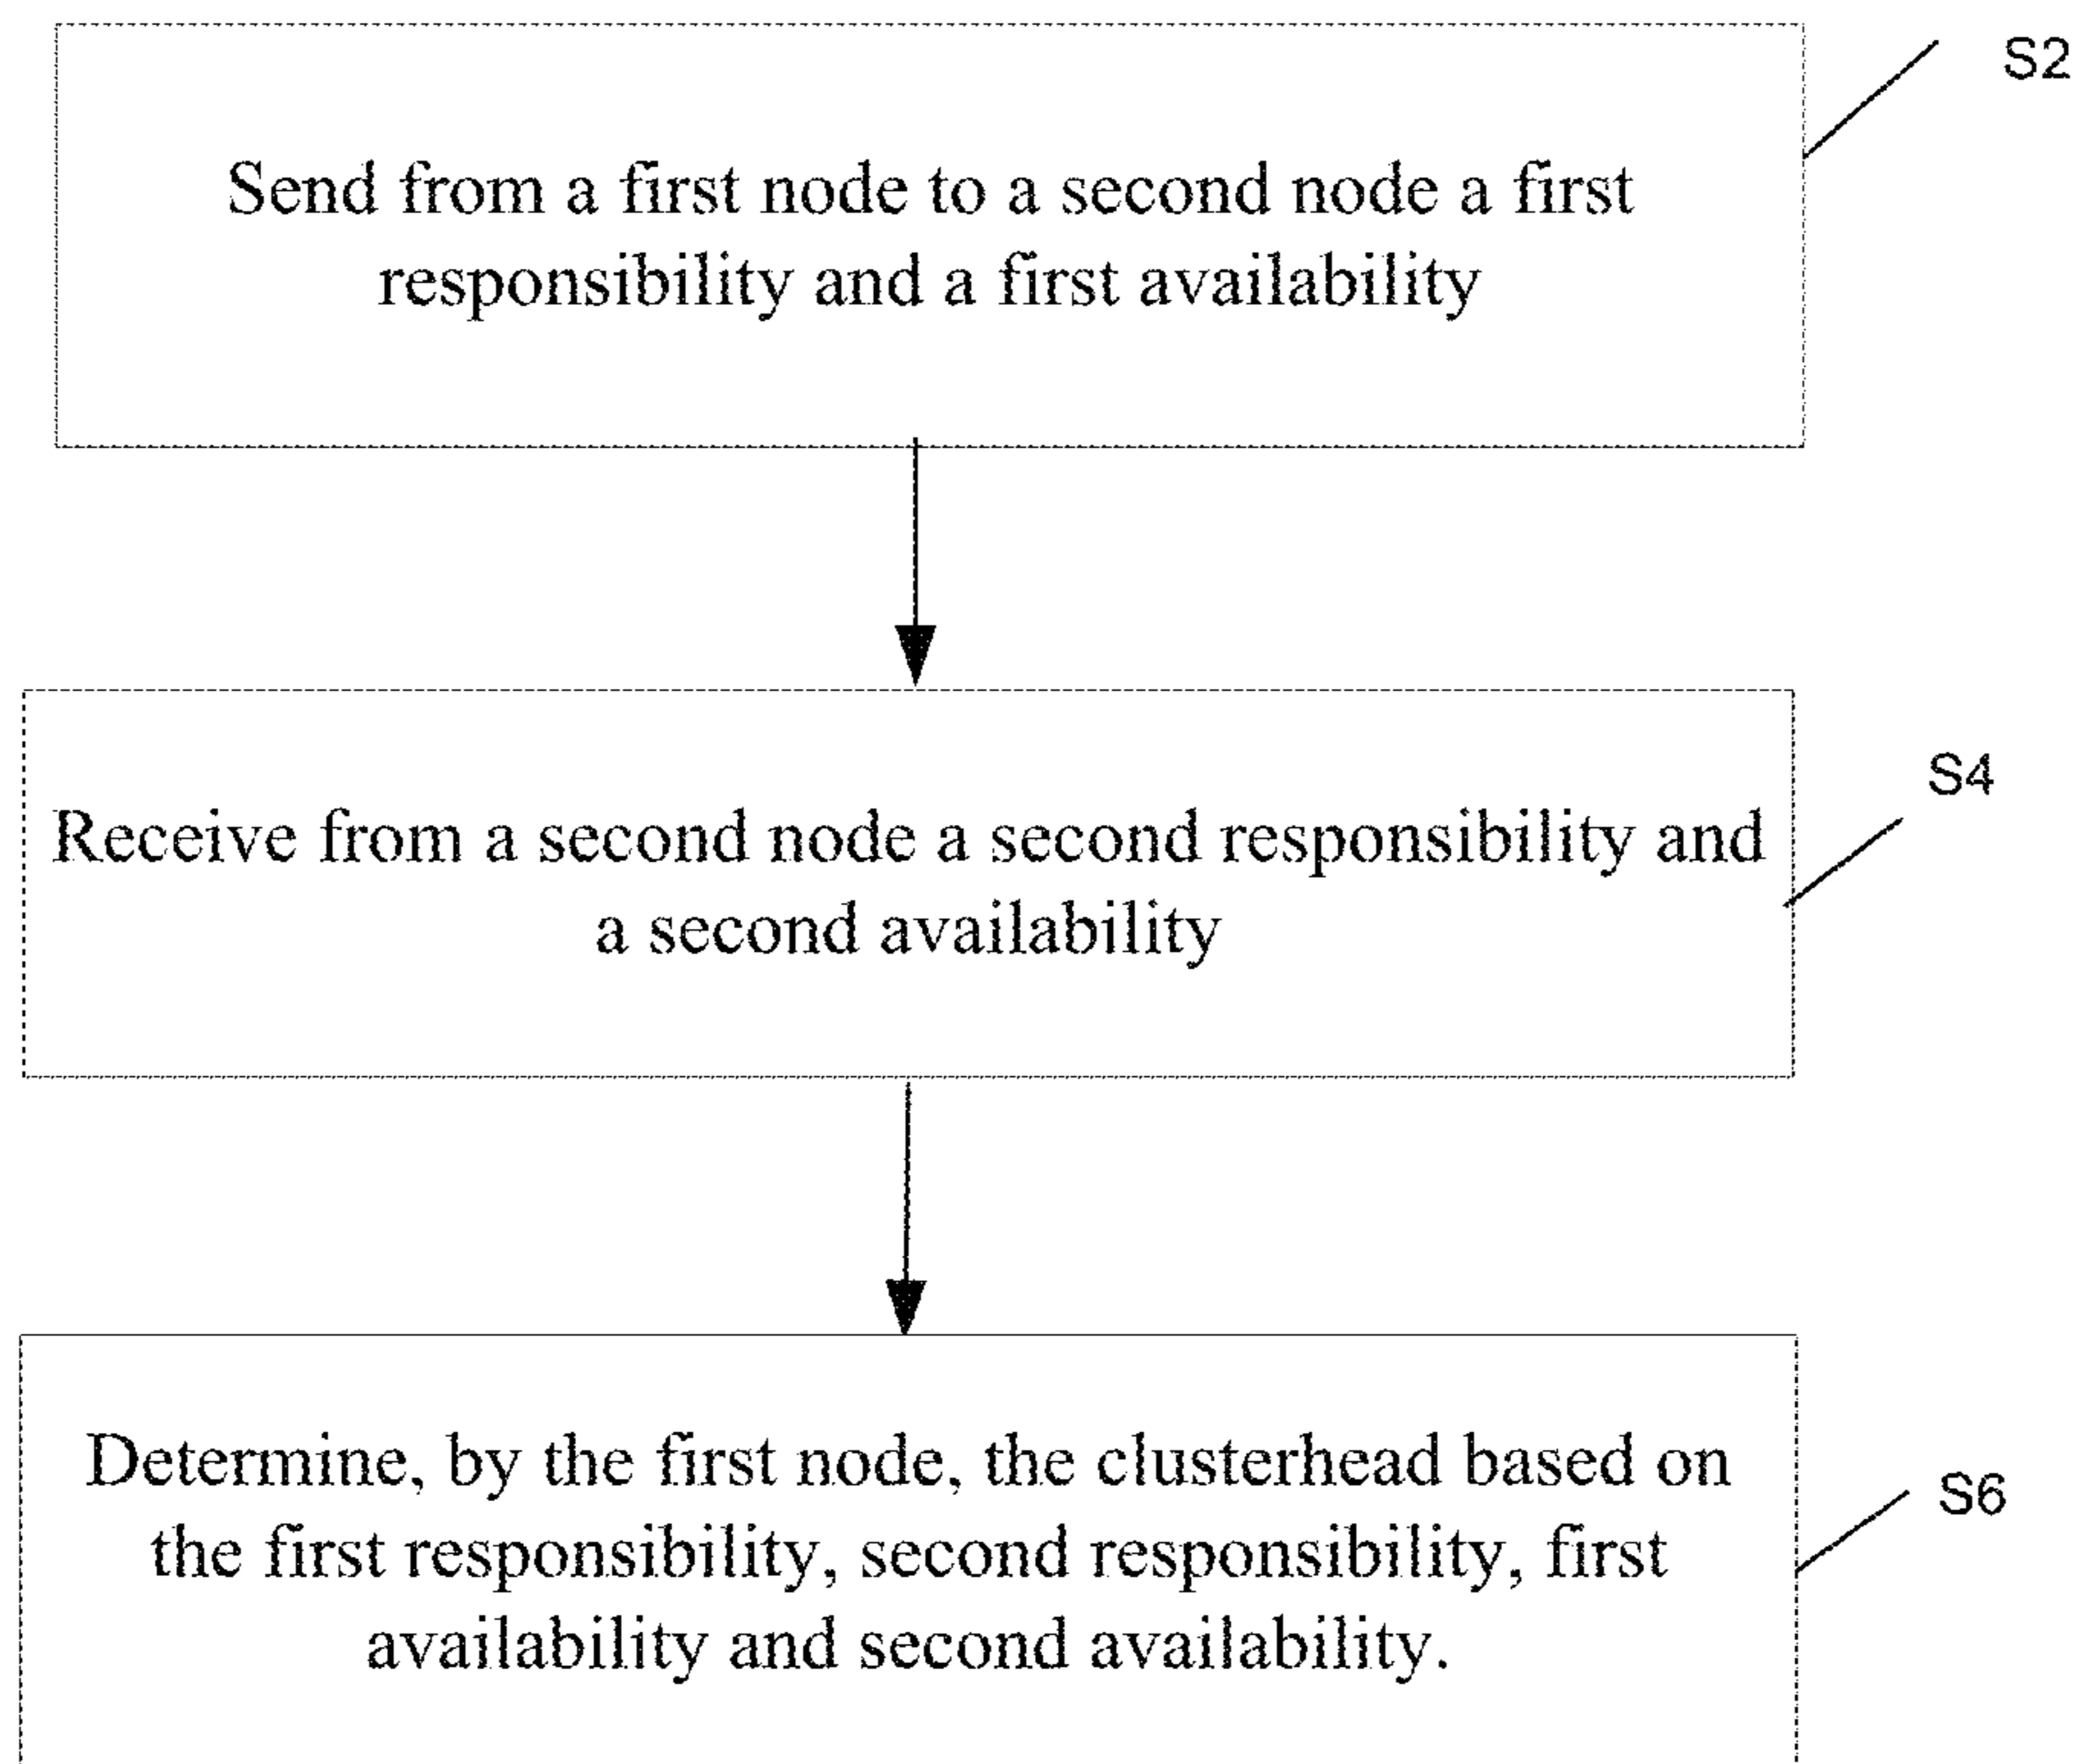 S2
Send from a first node to a second node a first
responsibility and a first availability
S4
Receive from a second node a second responsibility and
a second availability
Determine, by the first node, the clusterhead based on
the first responsibility, second responsibility, first
availability and second availability.
S6